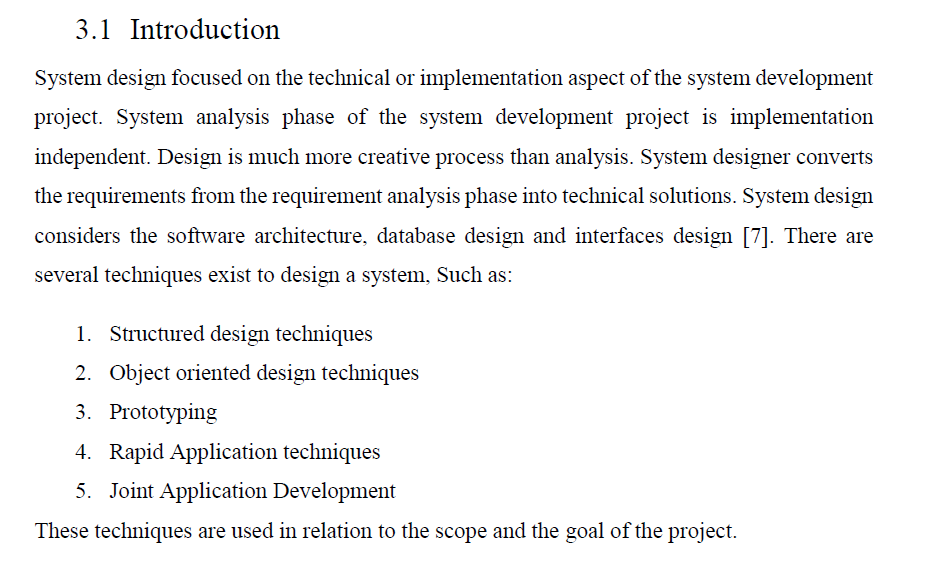 3.1 Introduction
System design focused on the technical or implementation aspect of the system development
project. System analysis phase of the system development project is implementation
independent. Design is much more creative process than analysis. System designer converts
the requirements from the requirement analysis phase into technical solutions. System design
considers the software architecture, database design and interfaces design [7]. There are
several techniques exist to design a system, Such as:
1. Structured design techniques
2. Object oriented design techniques
3. Prototyping
4. Rapid Application techniques
5. Joint Application Development
These techniques are used in relation to the scope and the goal of the project.